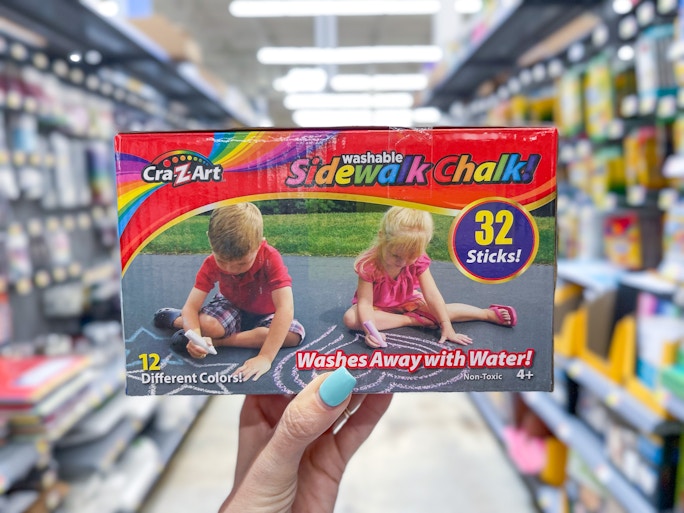 Cra-Z-Art
washable
Sidewalk Chalk!
32
Sticks!
12
Different Colors!
Washes Away with Water!
Non-Toxic 4+